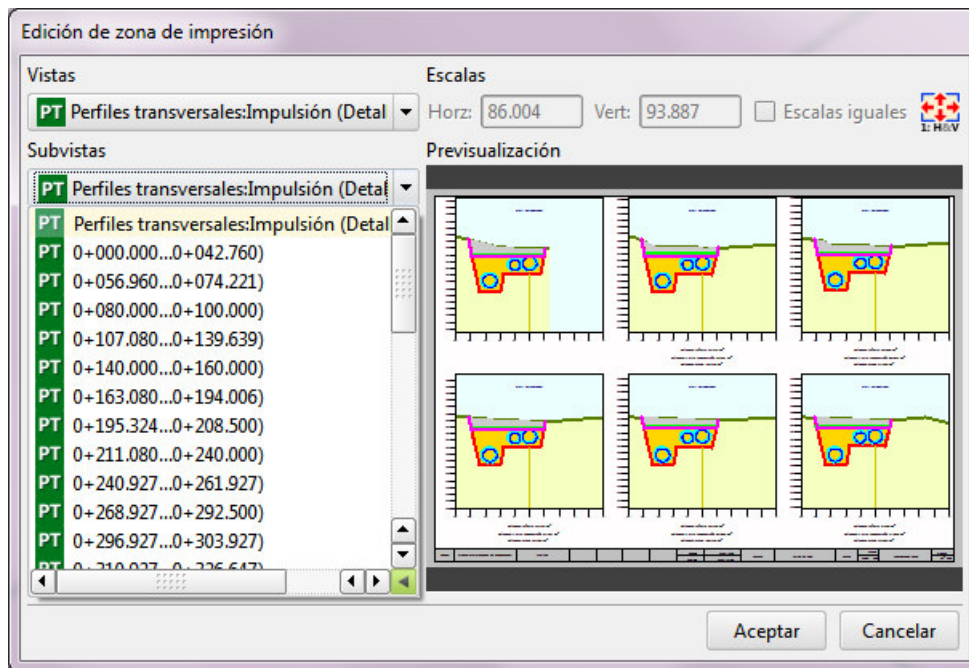 Edición de zona de impresión
Vistas
PT Perfiles transversales:Impulsión (Detal
Escalas
Horz: 86.004 Vert: 93.887 Escalas iguales
1: H&V
Subvistas
PT Perfiles transversales:Impulsión (Detal
PT Perfiles transversales:Impulsión (Detal
PT 0+000.000...0+042.760)
PT 0+056.960...0+074.221)
PT 0+080.000...0+100.000)
PT 0+107.080...0+139.639)
PT 0+140.000...0+160.000)
PT 0+163.080...0+194.006)
PT 0+195.324...0+208.500)
PT 0+211.080...0+240.000)
PT 0+240.927...0+261.927)
PT 0+268.927...0+292.500)
PT 0+296.927...0+303.927)
Previsualización
Aceptar
Cancelar